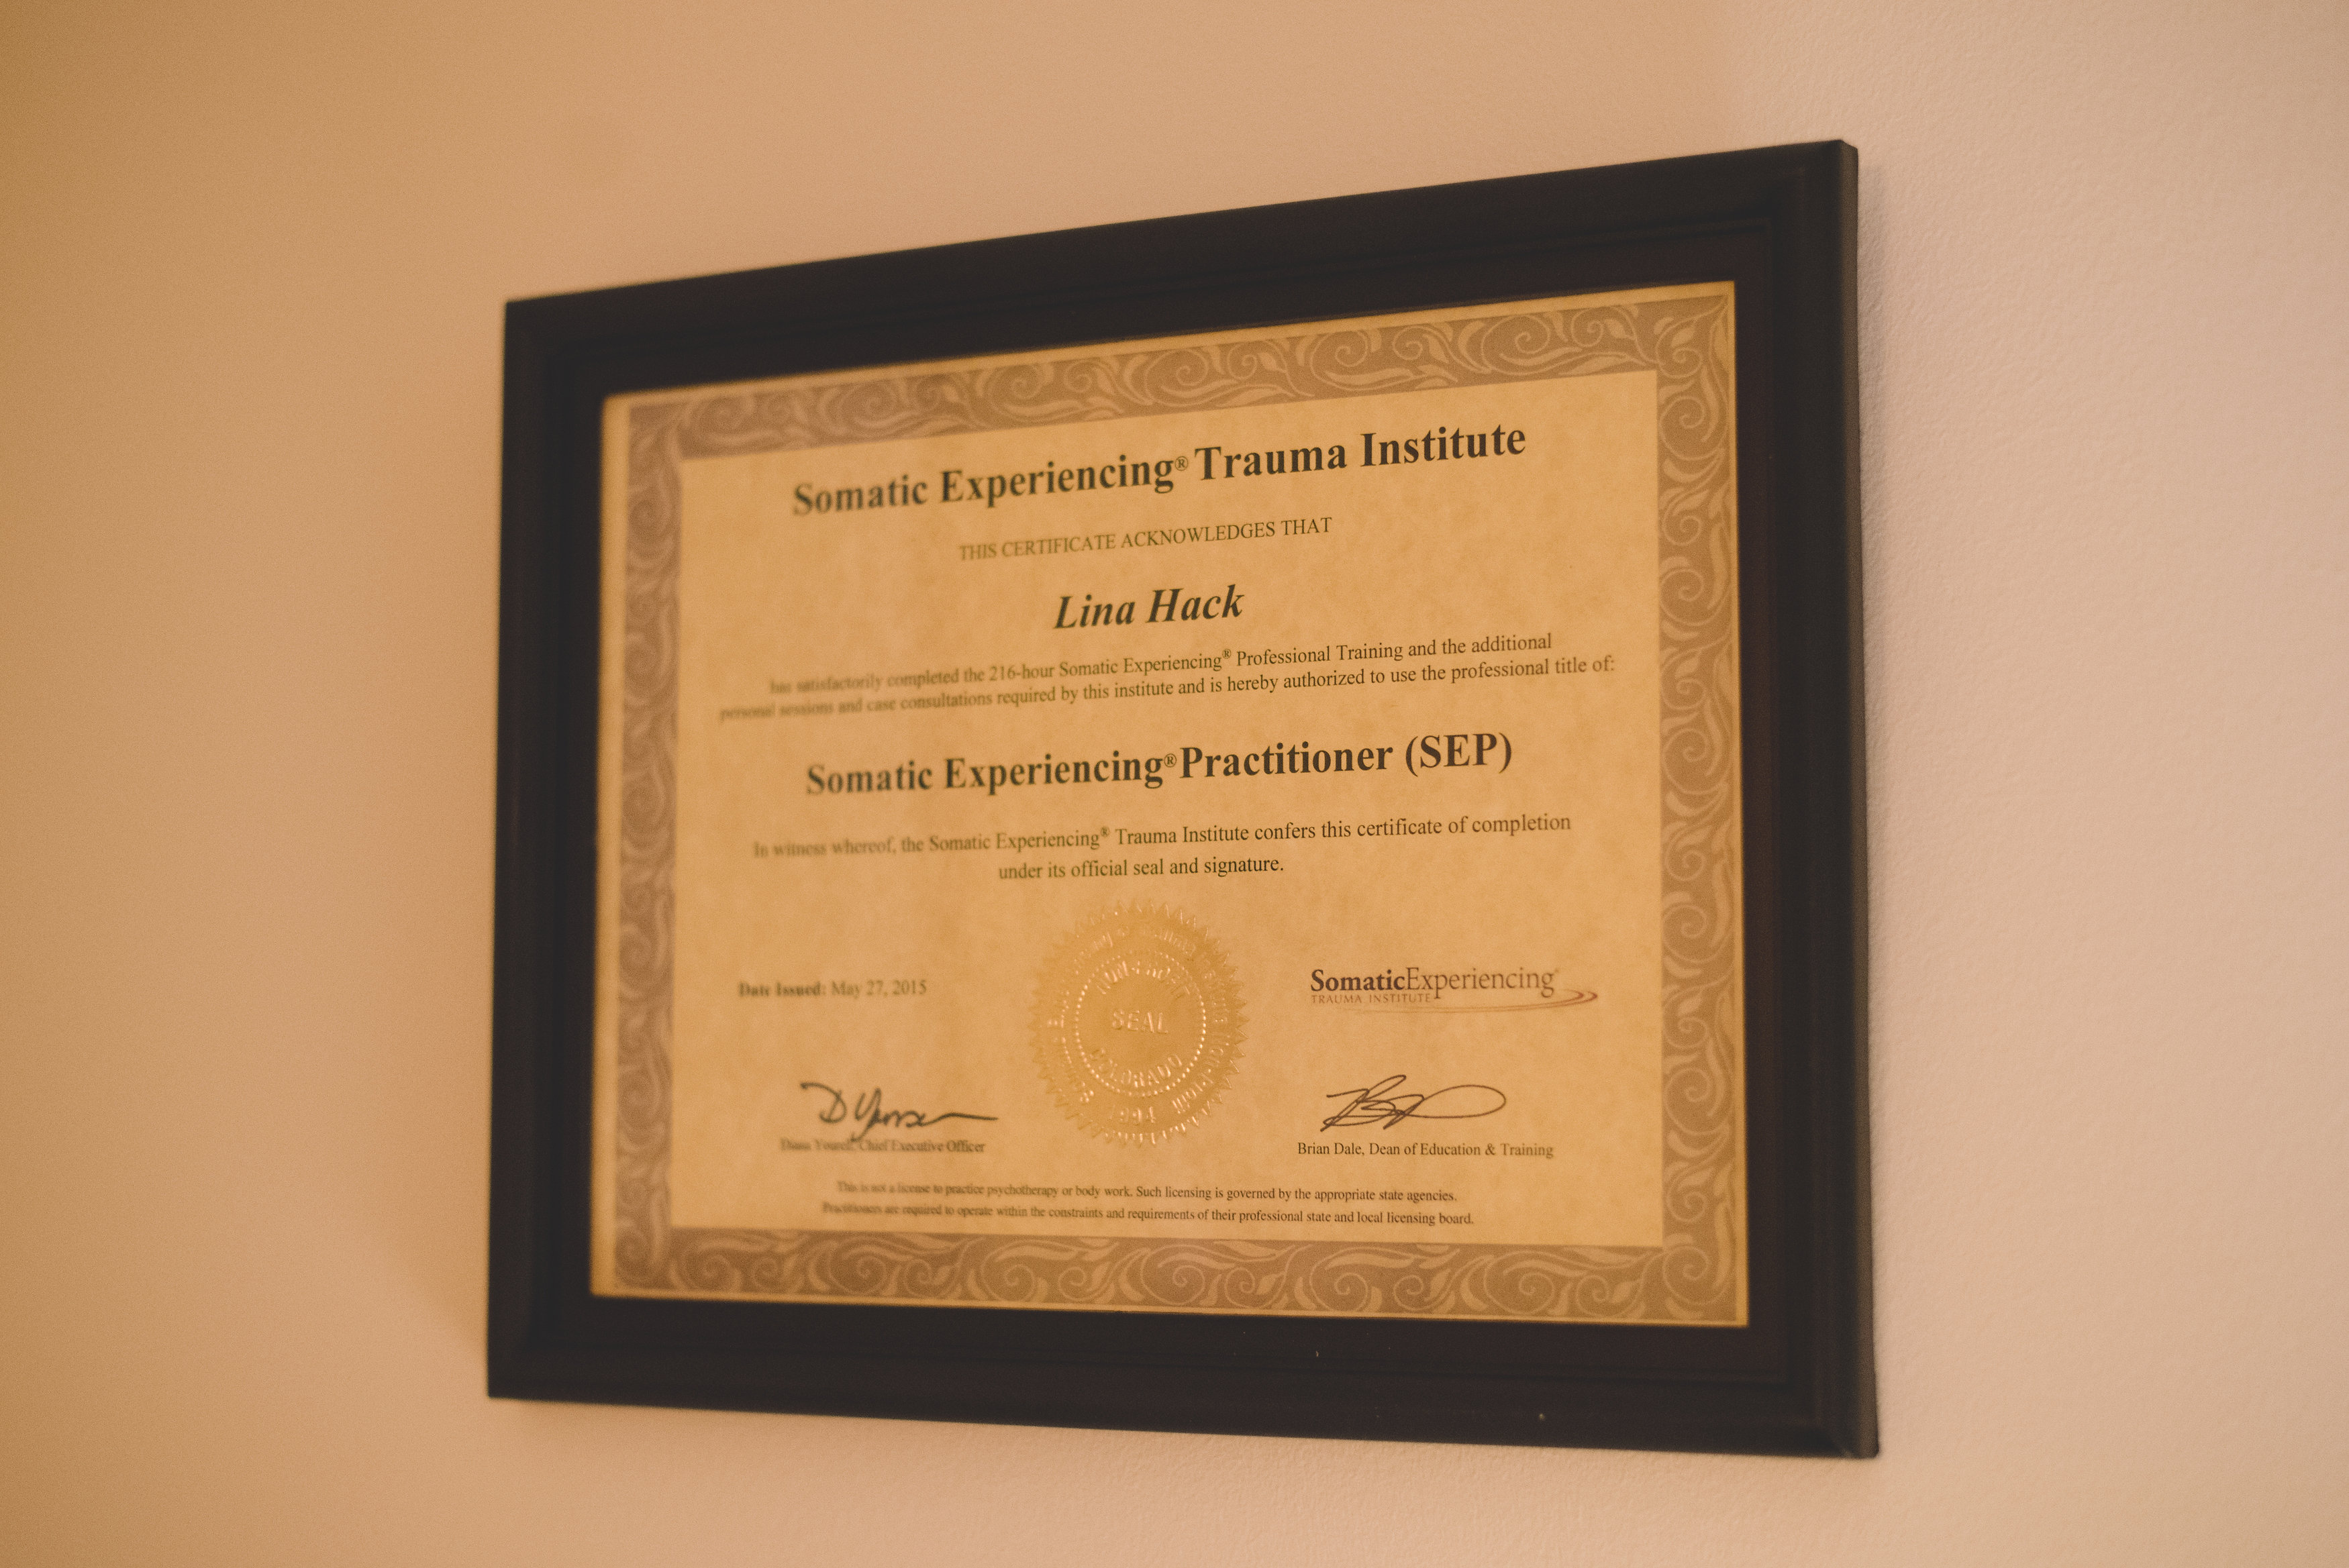 Somatic Experiencing® Trauma Institute
THIS CERTIFICATE ACKNOWLEDGES THAT
Lina Hack
has satisfactorily completed the 216-hour Somatic Experiencing® Professional Training and the additional
personal sessions and case consultations required by this institute and is hereby authorized to use the professional title of:
Somatic Experiencing® Practitioner (SEP)
In witness whereof, the Somatic Experiencing® Trauma Institute confers this certificate of completion
under its official seal and signature.
Date Issued: May 27, 2015
SEAL
COLORADO
1994
SomaticExperiencing®
TRAUMA INSTITUTE
Diana Yourell, Chief Executive Officer
Brian Dale, Dean of Education & Training
This is not a license to practice psychotherapy or body work. Such licensing is governed by the appropriate state agencies.
Practitioners are required to operate within the constraints and requirements of their professional state and local licensing board.